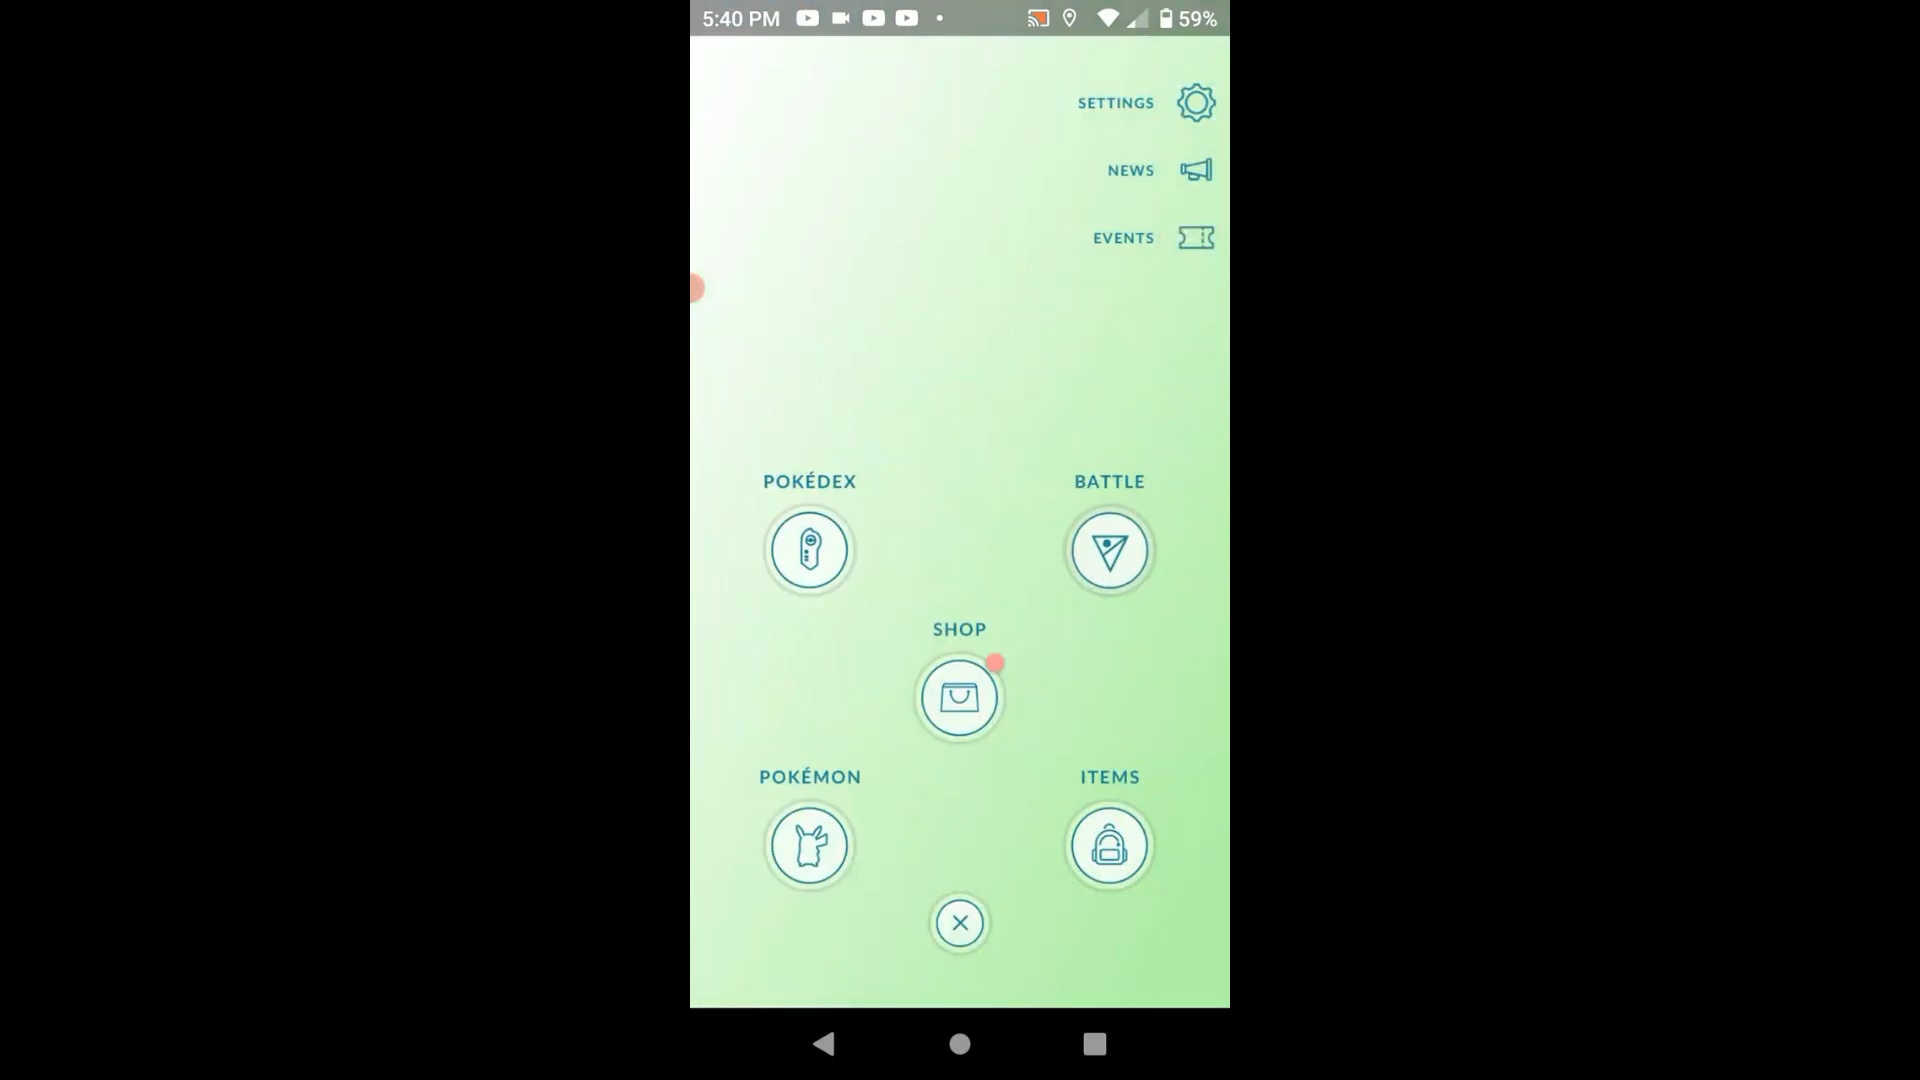 5:40 PM
59%
SETTINGS
NEWS
EVENTS
POKÉDEX
BATTLE
SHOP
POKÉMON
ITEMS